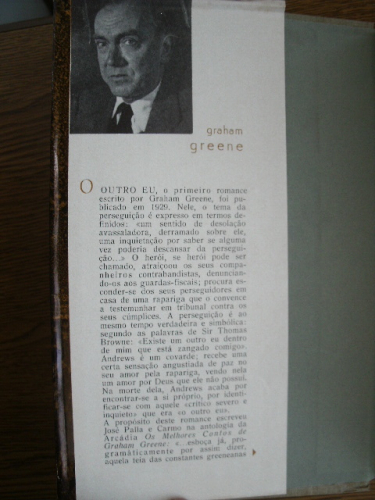 graham
greene
O OUTRO EU, o primeiro romance
escrito por Graham Greene, foi pu-
blicado em 1929. Nele, o tema da
perseguição é expresso em termos de-
finidos: «um sentido de desolação
avassaladora, derramado sobre ele,
uma inquietação por saber se alguma
vez poderia descansar da persegui-
ção...» O herói, se herói pode ser
chamado, atraiçoou os seus compa-
nheiros contrabandistas, denuncian-
do-os aos guardas-fiscais; procura es-
conder-se dos seus perseguidores em
casa de uma rapariga que o convence
a testemunhar em tribunal contra os
seus cúmplices. A perseguição é ao
mesmo tempo verdadeira e simbólica:
segundo as palavras de Sir Thomas
Browne: «Existe um outro eu dentro
de mim que está zangado comigo».
Andrews é um covarde; recebe uma
certa sensação angustiada de paz no
seu amor pela rapariga, vendo nela
um amor por Deus que ele não possui.
Na morte dela, Andrews acaba por
encontrar-se a si próprio, por identi-
ficar-se com aquele «crítico severo e
inquieto» que era «o outro eu».
A propósito deste romance escrevem
José Palla e Carmo na antologia da
Arcádia Os Melhores Contos de
Graham Greene: «...esboça já, pro-
gramàticamente por assim dizer,
aquela teia das constantes greeneanas